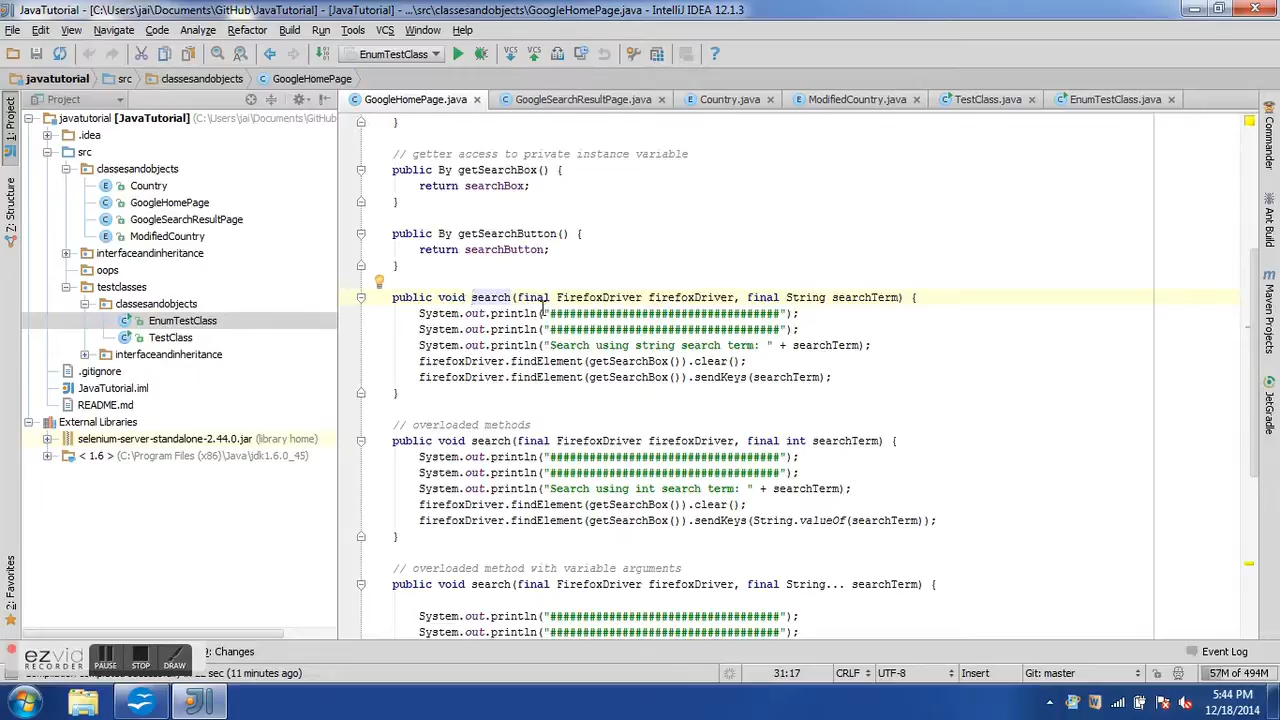 JavaTutorial - [C:\Users\jai\Documents\GitHub\JavaTutorial] - [JavaTutorial] - ...\src\classesandobjects\GoogleHomePage.java - IntelliJ IDEA 12.1.3
File Edit View Navigate Code Analyze Refactor Build Run Tools VCS Window Help
EnumTestClass
javatutorial src classesandobjects GoogleHomePage
Project
GoogleHomePage.java GoogleSearchResultPage.java Country.java ModifiedCountry.java TestClass.java EnumTestClass.java
1: Project
Z: Structure
2: Favorites
javatutorial [JavaTutorial] (C:\Users\jai\Documents\GitHub
.idea
src
classesandobjects
Country
GoogleHomePage
GoogleSearchResultPage
ModifiedCountry
interfaceandinheritance
oops
testclasses
classesandobjects
EnumTestClass
TestClass
interfaceandinheritance
.gitignore
JavaTutorial.iml
README.md
External Libraries
selenium-server-standalone-2.44.0.jar (library home)
< 1.6 > (C:\Program Files (x86)\Java\jdk1.6.0_45)
}
// getter access to private instance variable
public By getSearchBox() {
return searchBox;
}
public By getSearchButton() {
return searchButton;
}
public void search(final FirefoxDriver firefoxDriver, final String searchTerm) {
System.out.println("###################################");
System.out.println("###################################");
System.out.println("Search using string search term: " + searchTerm);
firefoxDriver.findElement(getSearchBox()).clear();
firefoxDriver.findElement(getSearchBox()).sendKeys(searchTerm);
}
// overloaded methods
public void search(final FirefoxDriver firefoxDriver, final int searchTerm) {
System.out.println("###################################");
System.out.println("###################################");
System.out.println("Search using int search term: " + searchTerm);
firefoxDriver.findElement(getSearchBox()).clear();
firefoxDriver.findElement(getSearchBox()).sendKeys(String.valueOf(searchTerm));
}
// overloaded method with variable arguments
public void search(final FirefoxDriver firefoxDriver, final String... searchTerm) {
System.out.println("###################################");
System.out.println("###################################");
Commander
Ant Build
Maven Projects
JetGradle
ezvid
RECORDER
PAUSE STOP DRAW
Changes
Event Log
sec (11 minutes ago)
31:17 CRLF UTF-8 Insert Git: master 57M of 494M
5:44 PM
12/18/2014